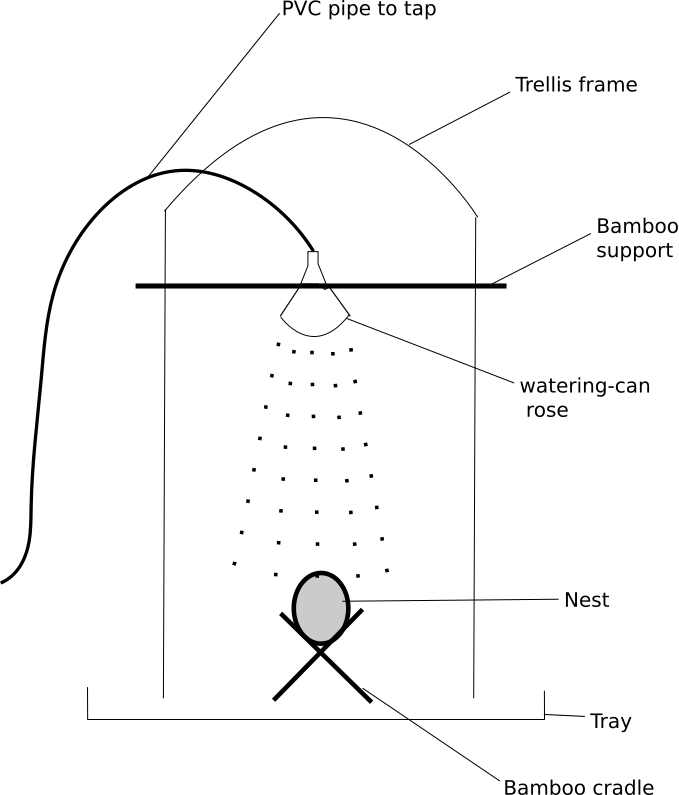 PVC pipe to tap
Trellis frame
Bamboo
support
watering-can
rose
Nest
Tray
Bamboo cradle